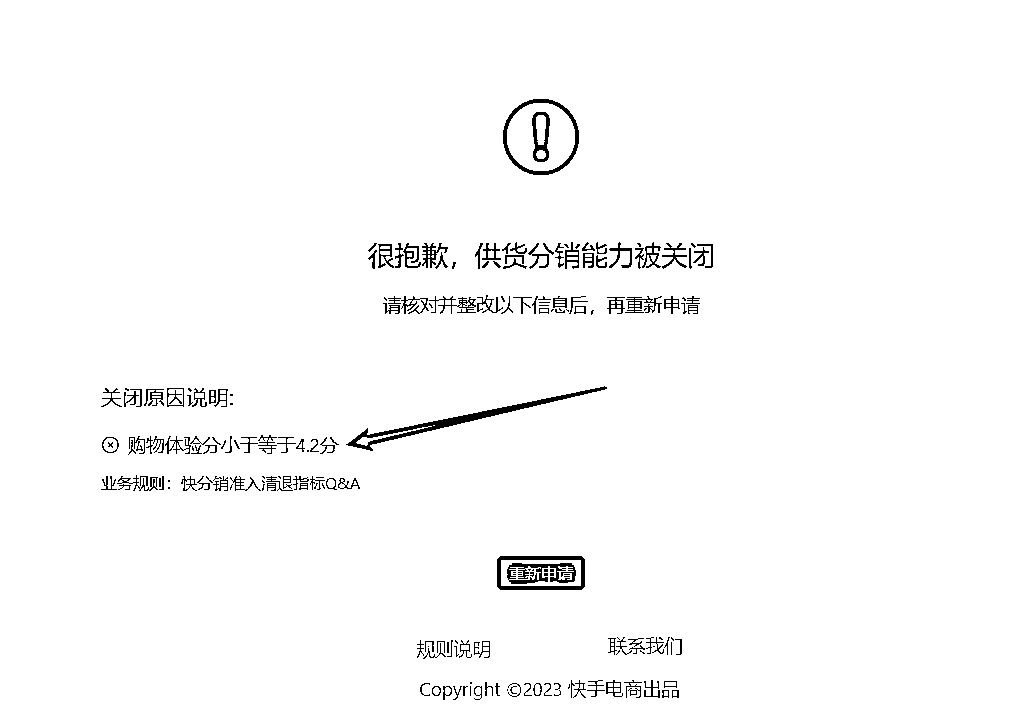 很抱歉，供货分销能力被关闭
请核对并整改以下信息后，再重新申请
关闭原因说明:
购物体验分小于等于4.2分
业务规则：快分销准入清退指标Q&A
重新申请
规则说明 联系我们
Copyright ©2023 快手电商出品